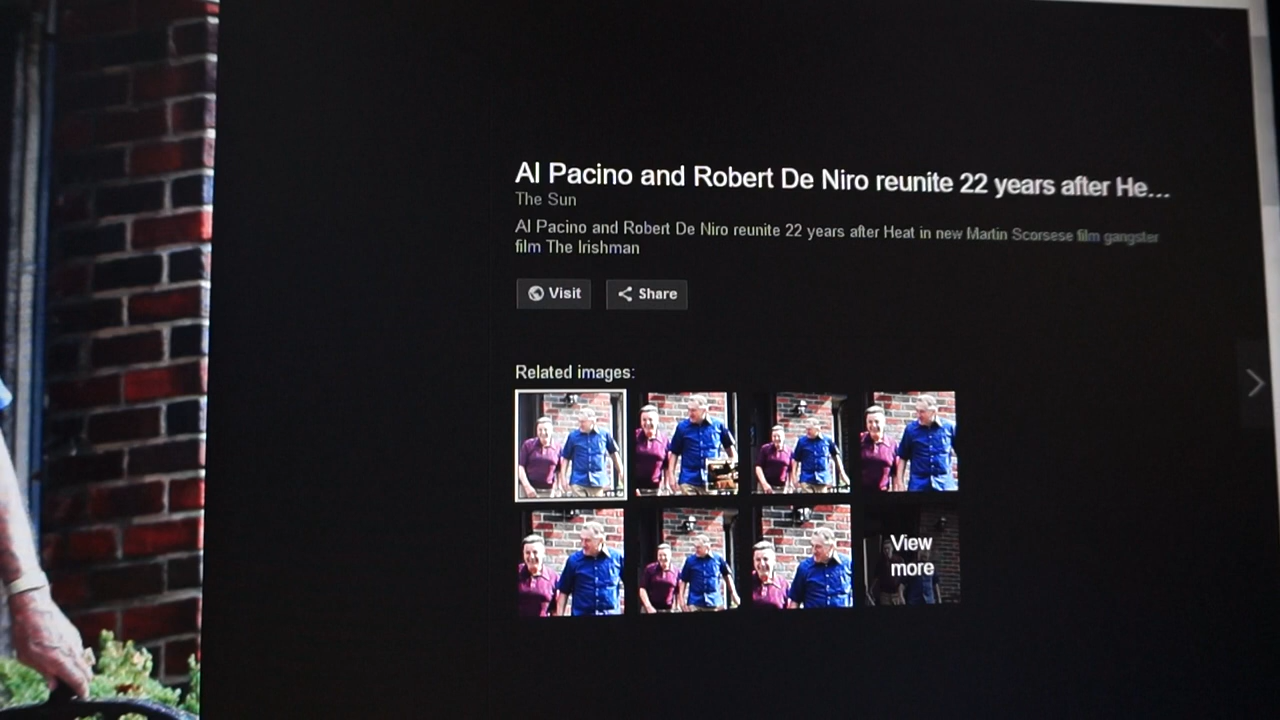 Al Pacino and Robert De Niro reunite 22 years after He...
The Sun
Al Pacino and Robert De Niro reunite 22 years after Heat in new Martin Scorsese film gangster
film The Irishman
Visit
Share
Related images:
View
more